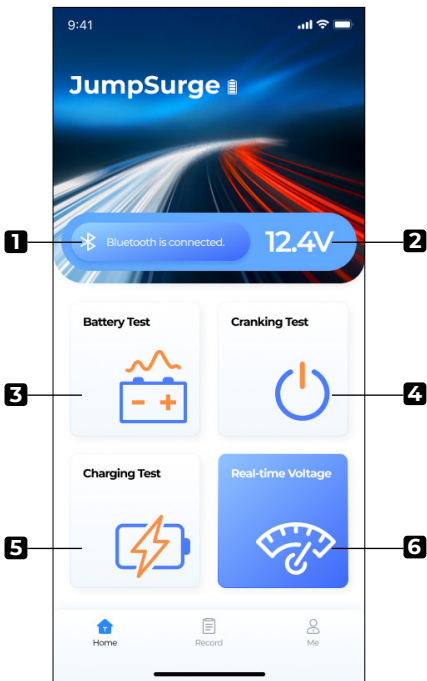 9:41
JumpSurge
1
Bluetooth is connected.
12.4V
2
Battery Test
Cranking Test
3
4
Charging Test
Real-time Voltage
5
6
Home
Record
Me